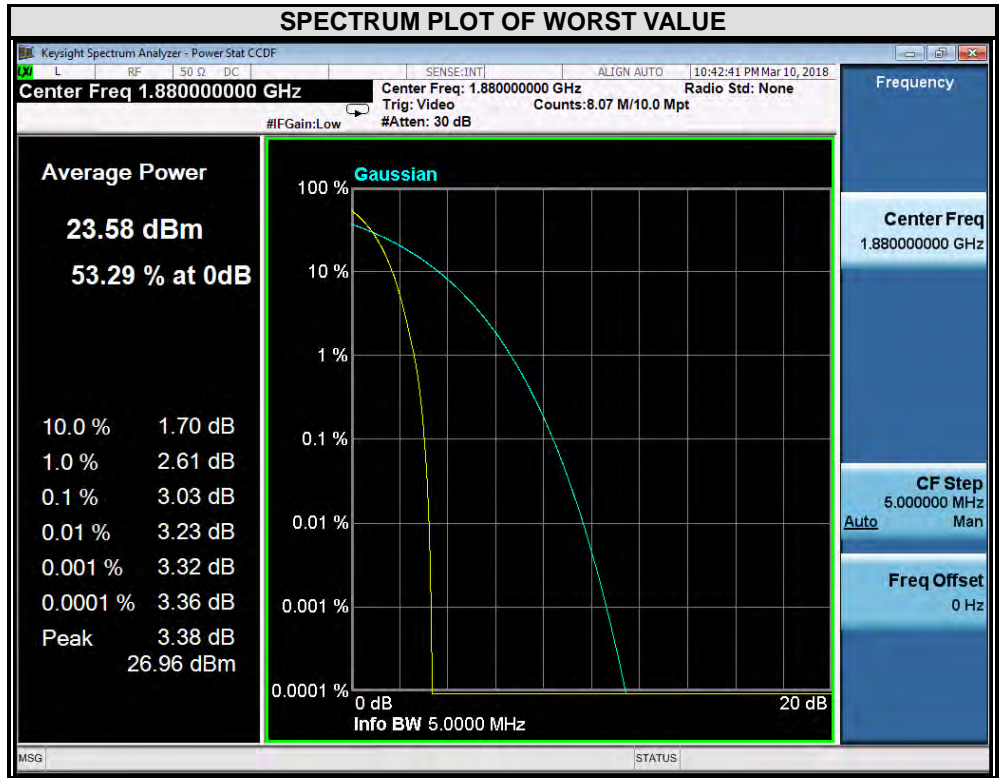 SPECTRUM PLOT OF WORST VALUE
Keysight Spectrum Analyzer - Power Stat CCDF
LXI L RF 50 Ω DC SENSE:INT ALIGN AUTO 10:42:41 PM Mar 10, 2018
Center Freq 1.880000000 GHz
Center Freq: 1.880000000 GHz Radio Std: None
Trig: Video Counts:8.07 M/10.0 Mpt
#IFGain:Low #Atten: 30 dB
Average Power
23.58 dBm
53.29 % at 0dB
10.0 % 1.70 dB
1.0 % 2.61 dB
0.1 % 3.03 dB
0.01 % 3.23 dB
0.001 % 3.32 dB
0.0001 % 3.36 dB
Peak 3.38 dB
26.96 dBm
Gaussian
100 %
10 %
1 %
0.1 %
0.01 %
0.001 %
0.0001 %
0 dB 20 dB
Info BW 5.0000 MHz
Frequency
Center Freq
1.880000000 GHz
CF Step
5.000000 MHz
Auto Man
Freq Offset
0 Hz
MSG STATUS